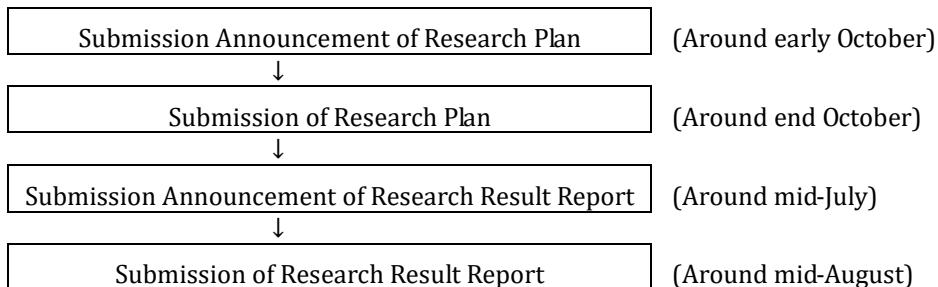 Submission Announcement of Research Plan (Around early October)
↓
Submission of Research Plan (Around end October)
↓
Submission Announcement of Research Result Report (Around mid-July)
↓
Submission of Research Result Report (Around mid-August)